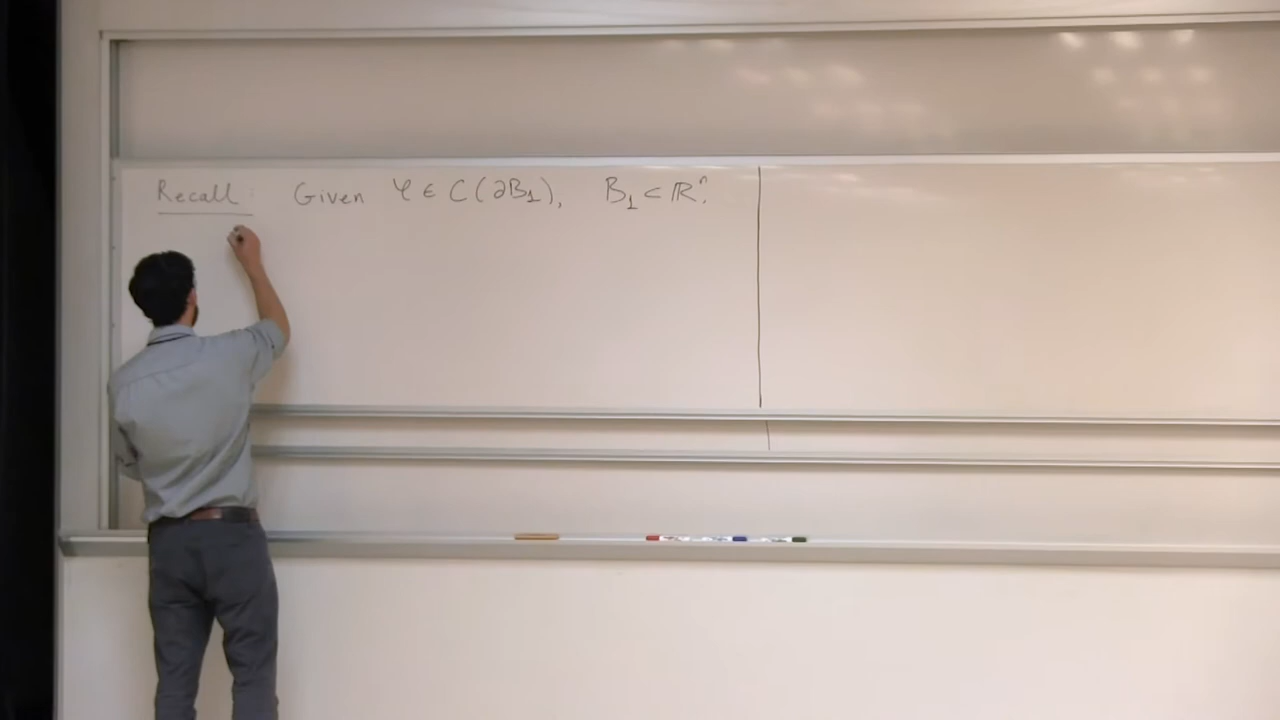 Recall: Given φ ∈ C(∂B₁), B₁ ⊂ ℝⁿ.